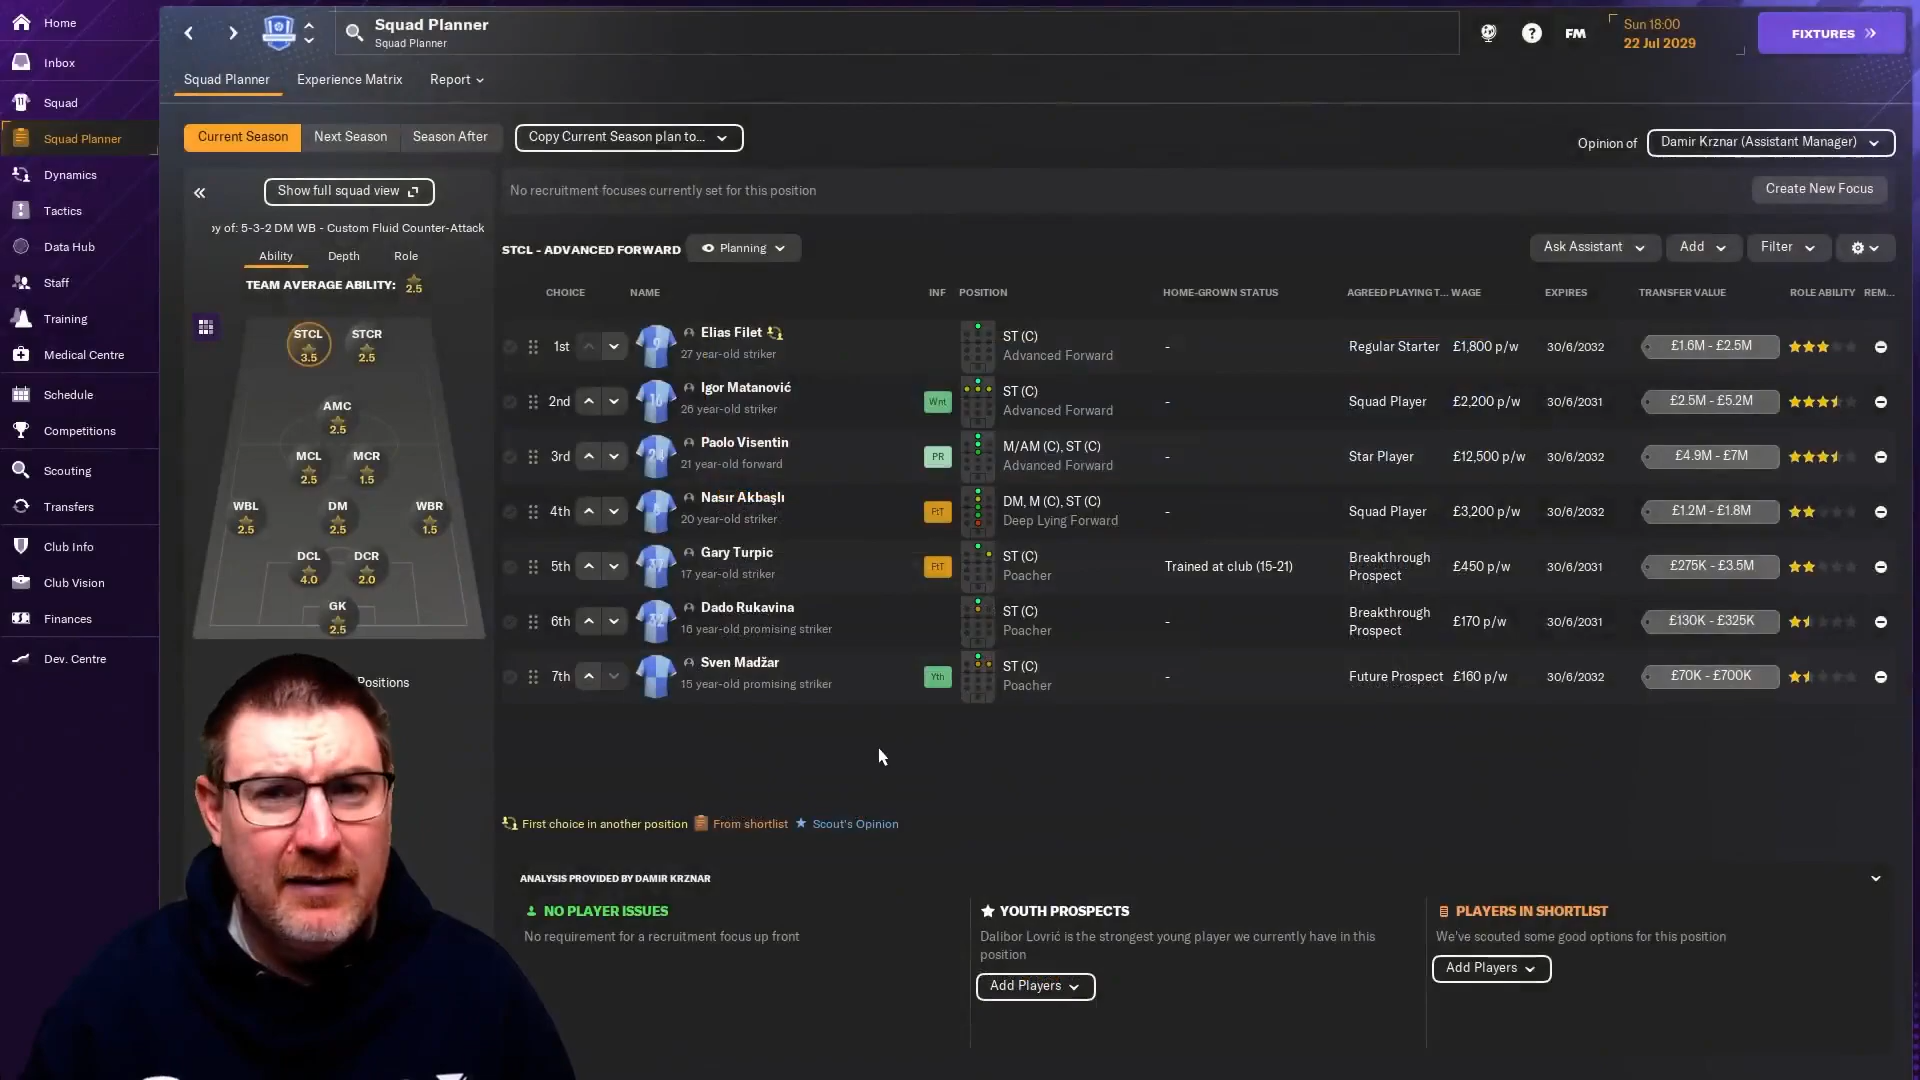 Home
Inbox
Squad
Squad Planner
Dynamics
Tactics
Data Hub
Staff
Training
Medical Centre
Schedule
Competitions
Scouting
Transfers
Club Info
Club Vision
Finances
Dev. Centre
Squad Planner
Squad Planner
FM
Sun 18:00
22 Jul 2029
FIXTURES
Squad Planner Experience Matrix Report
Current Season Next Season Season After Copy Current Season plan to...
Opinion of Damir Krznar (Assistant Manager)
Show full squad view
No recruitment focuses currently set for this position
Create New Focus
by of: 5-3-2 DM WB - Custom Fluid Counter-Attack
Ability Depth Role
TEAM AVERAGE ABILITY: 2.5
STCL 3.5
STCR 2.5
AMC 2.5
MCL 2.5
MCR 1.5
WBL 2.5
DM 2.5
WBR 1.5
DCL 4.0
DCR 2.0
GK 2.5
Positions
STCL - ADVANCED FORWARD Planning
Ask Assistant Add Filter
CHOICE NAME INF POSITION HOME-GROWN STATUS AGREED PLAYING T... WAGE EXPIRES TRANSFER VALUE ROLE ABILITY REM...
1st 9 Elias Filet 27 year-old striker ST (C) Advanced Forward - Regular Starter £1,800 p/w 30/6/2032 £1.6M - £2.5M
2nd 16 Igor Matanović 26 year-old striker Wnt ST (C) Advanced Forward - Squad Player £2,200 p/w 30/6/2031 £2.5M - £5.2M
3rd 24 Paolo Visentin 21 year-old forward PR M/AM (C), ST (C) Advanced Forward - Star Player £12,500 p/w 30/6/2032 £4.9M - £7M
4th Nasır Akbaşlı 20 year-old striker FtT DM, M (C), ST (C) Deep Lying Forward - Squad Player £3,200 p/w 30/6/2032 £1.2M - £1.8M
5th 37 Gary Turpic 17 year-old striker FtT ST (C) Poacher Trained at club (15-21) Breakthrough Prospect £450 p/w 30/6/2031 £275K - £3.5M
6th 32 Dado Rukavina 16 year-old promising striker ST (C) Poacher - Breakthrough Prospect £170 p/w 30/6/2031 £130K - £325K
7th Sven Madžar 15 year-old promising striker Yth ST (C) Poacher - Future Prospect £160 p/w 30/6/2032 £70K - £700K
First choice in another position From shortlist Scout's Opinion
ANALYSIS PROVIDED BY DAMIR KRZNAR
NO PLAYER ISSUES
No requirement for a recruitment focus up front
YOUTH PROSPECTS
Dalibor Lovrić is the strongest young player we currently have in this
position
Add Players
PLAYERS IN SHORTLIST
We've scouted some good options for this position
Add Players